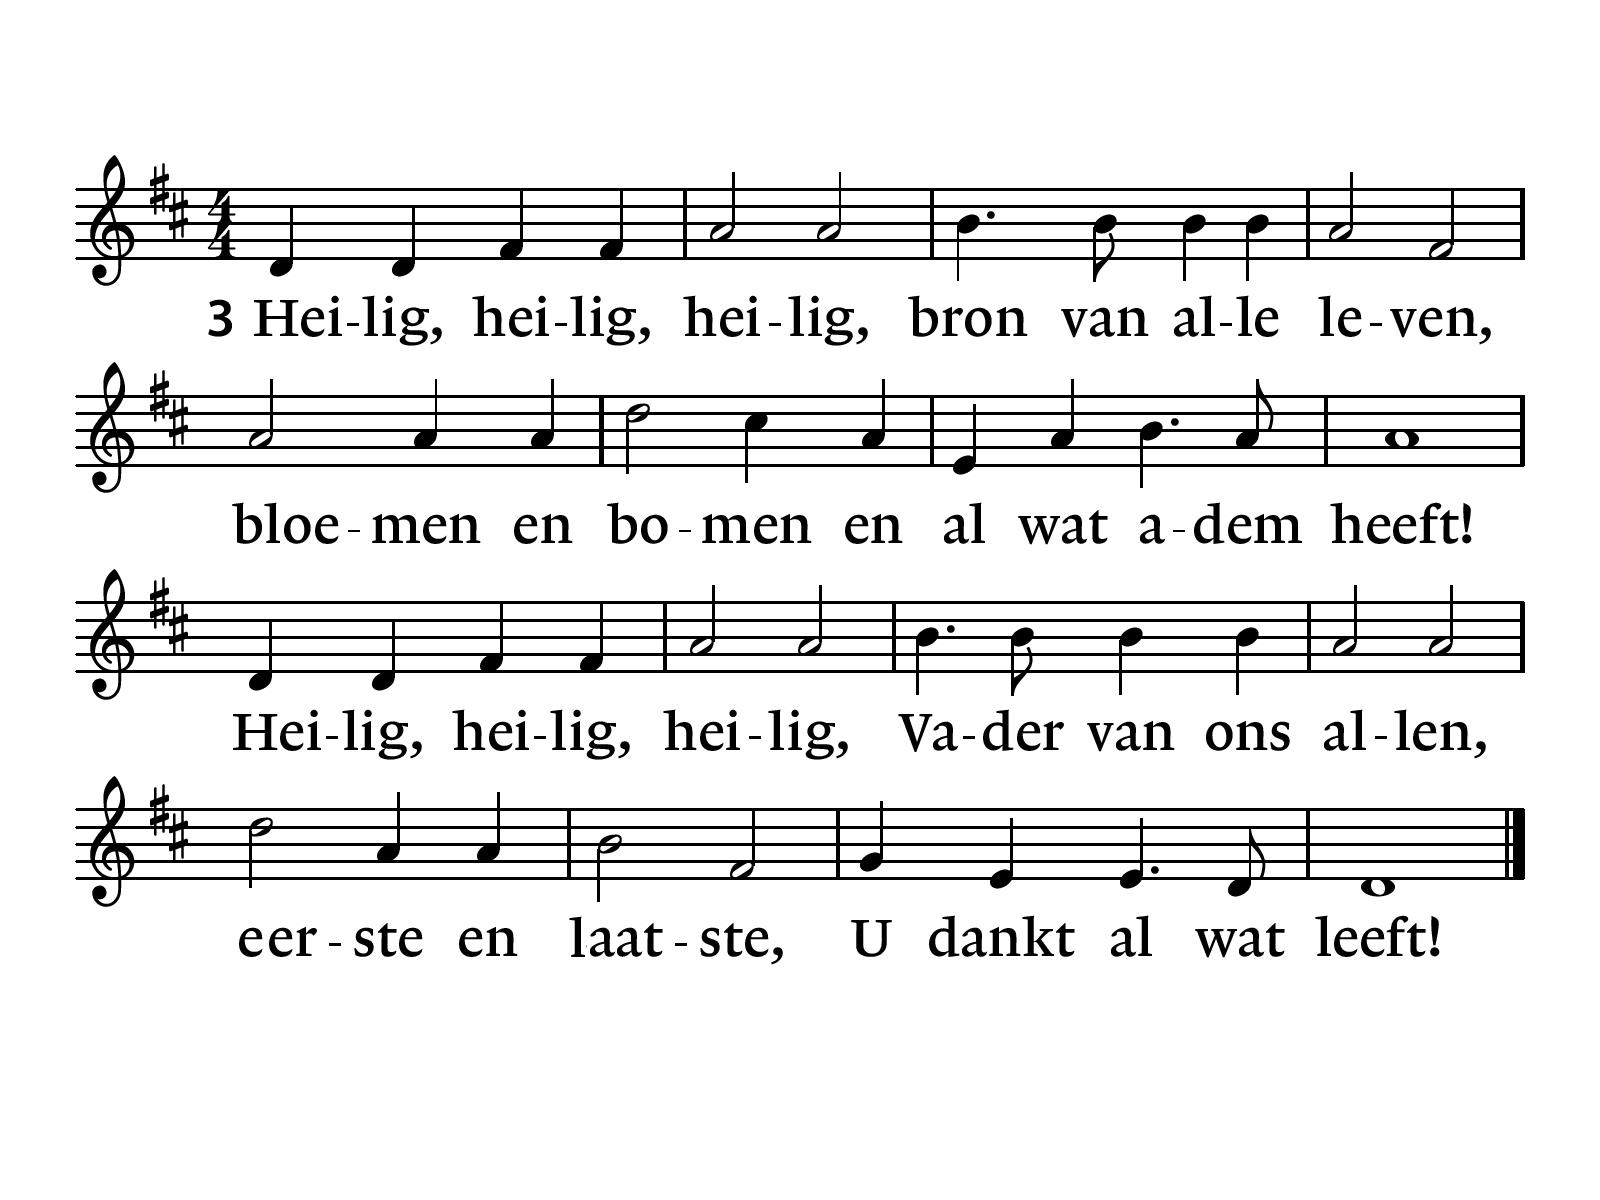 3 Hei-lig, hei-lig, hei-lig, bron van al-le le-ven,
bloe-men en bo-men en al wat a-dem heeft!
Hei-lig, hei-lig, hei-lig, Va-der van ons al-len,
eer-ste en laat-ste, U dankt al wat leeft!